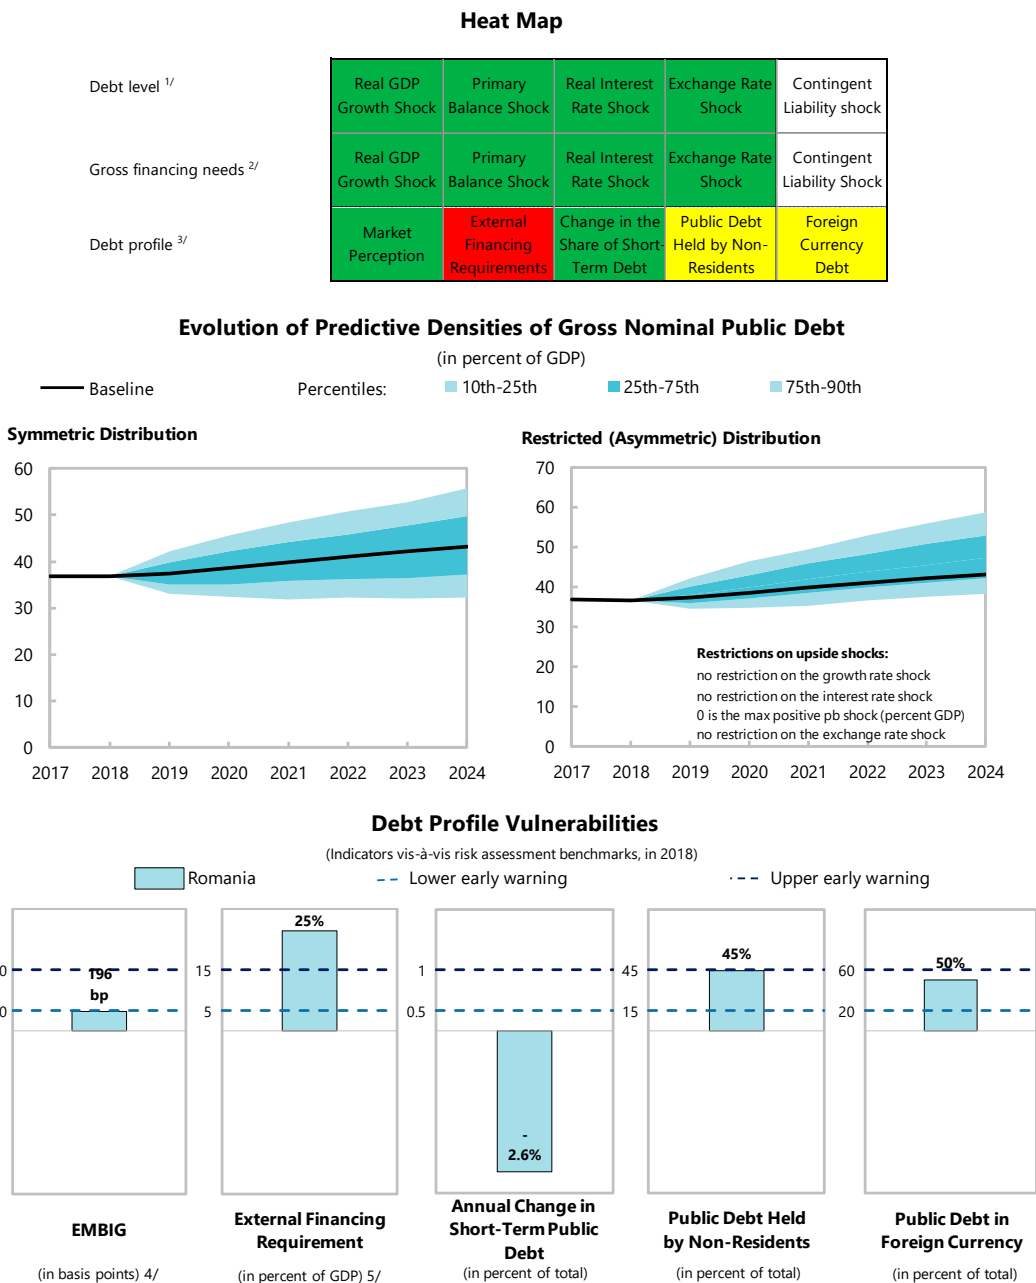 Heat Map
Debt level 1/
Real GDP Growth Shock
Primary Balance Shock
Real Interest Rate Shock
Exchange Rate Shock
Contingent Liability shock
Gross financing needs 2/
Real GDP Growth Shock
Primary Balance Shock
Real Interest Rate Shock
Exchange Rate Shock
Contingent Liability Shock
Debt profile 3/
Market Perception
External Financing Requirements
Change in the Share of Short-Term Debt
Public Debt Held by Non-Residents
Foreign Currency Debt
Evolution of Predictive Densities of Gross Nominal Public Debt
(in percent of GDP)
Baseline
Percentiles:
10th-25th
25th-75th
75th-90th
Symmetric Distribution
60
50
40
30
20
10
0
2017 2018 2019 2020 2021 2022 2023 2024
Restricted (Asymmetric) Distribution
70
60
50
40
30
20
10
0
Restrictions on upside shocks:
no restriction on the growth rate shock
no restriction on the interest rate shock
0 is the max positive pb shock (percent GDP)
no restriction on the exchange rate shock
2017 2018 2019 2020 2021 2022 2023 2024
Debt Profile Vulnerabilities
(Indicators vis-à-vis risk assessment benchmarks, in 2018)
Romania
Lower early warning
Upper early warning
0
0
196
bp
EMBIG
(in basis points) 4/
15
5
25%
External Financing
Requirement
(in percent of GDP) 5/
1
0.5
-
2.6%
Annual Change in
Short-Term Public
Debt
(in percent of total)
45
15
45%
Public Debt Held
by Non-Residents
(in percent of total)
60
20
50%
Public Debt in
Foreign Currency
(in percent of total)